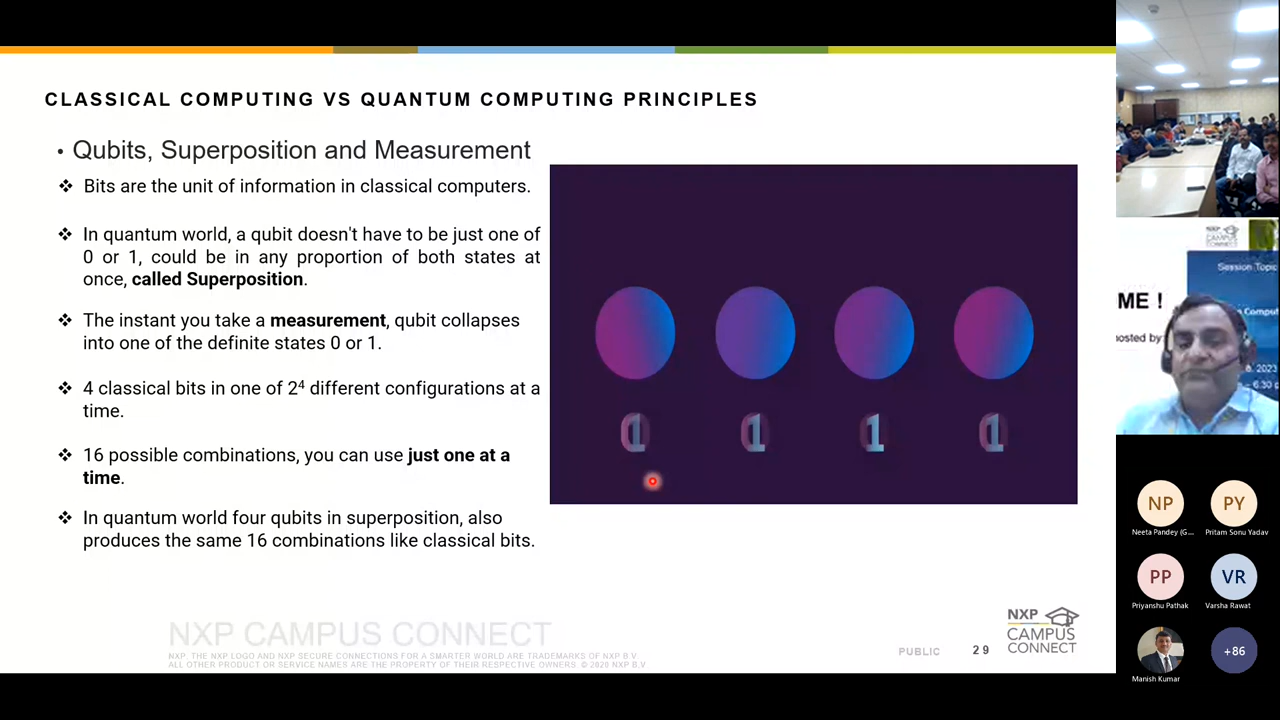 CLASSICAL COMPUTING VS QUANTUM COMPUTING PRINCIPLES
• Qubits, Superposition and Measurement
❖ Bits are the unit of information in classical computers.
❖ In quantum world, a qubit doesn't have to be just one of
0 or 1, could be in any proportion of both states at
once, called Superposition.
❖ The instant you take a measurement, qubit collapses
into one of the definite states 0 or 1.
❖ 4 classical bits in one of 2⁴ different configurations at a
time.
❖ 16 possible combinations, you can use just one at a
time.
❖ In quantum world four qubits in superposition, also
produces the same 16 combinations like classical bits.
1 1
NXP CAMPUS CONNECT
NXP, THE NXP LOGO AND NXP SECURE CONNECTIONS FOR A SMARTER WORLD ARE TRADEMARKS OF NXP B.V.
ALL OTHER PRODUCT OR SERVICE NAMES ARE THE PROPERTY OF THEIR RESPECTIVE OWNERS. © 2020 NXP B.V.
PUBLIC
29
NXP
CAMPUS
CONNECT
CAMPUS
CONNECT
Session Topic
ME !
osted by
2023
6:30
NP
Neeta Pandey (G...
PY
Pritam Sonu Yadav
PP
Priyanshu Pathak
VR
Varsha Rawat
Manish Kumar
+86